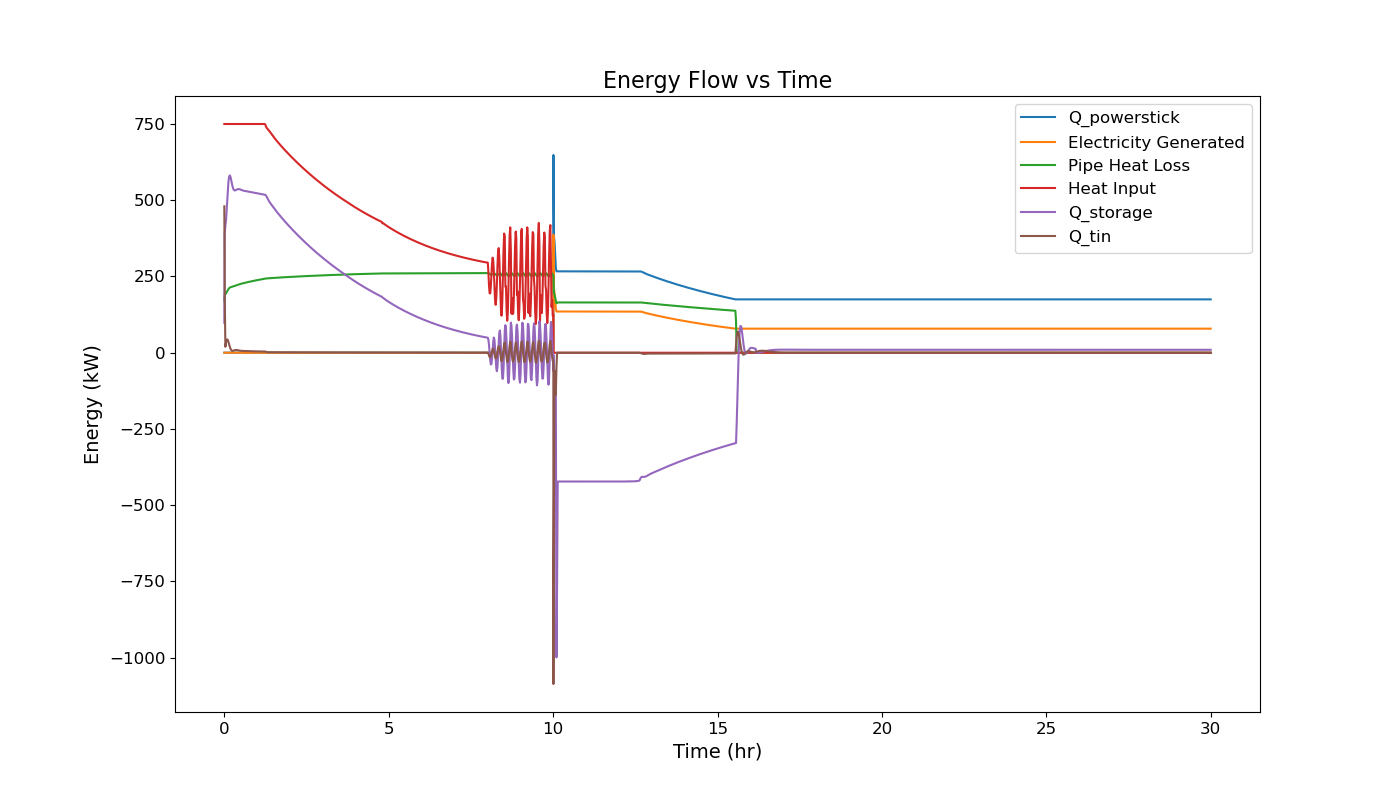 Energy Flow vs Time
Energy (kW)
750
500
250
0
−250
−500
−750
−1000
Q_powerstick
Electricity Generated
Pipe Heat Loss
Heat Input
Q_storage
Q_tin
0 5 10 15 20 25 30
Time (hr)